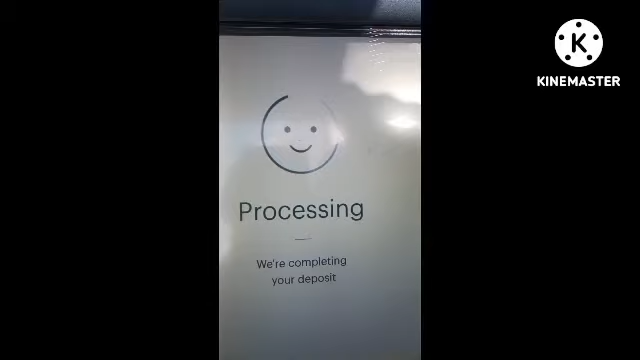 Processing
We're completing
your deposit
K
KINEMASTER